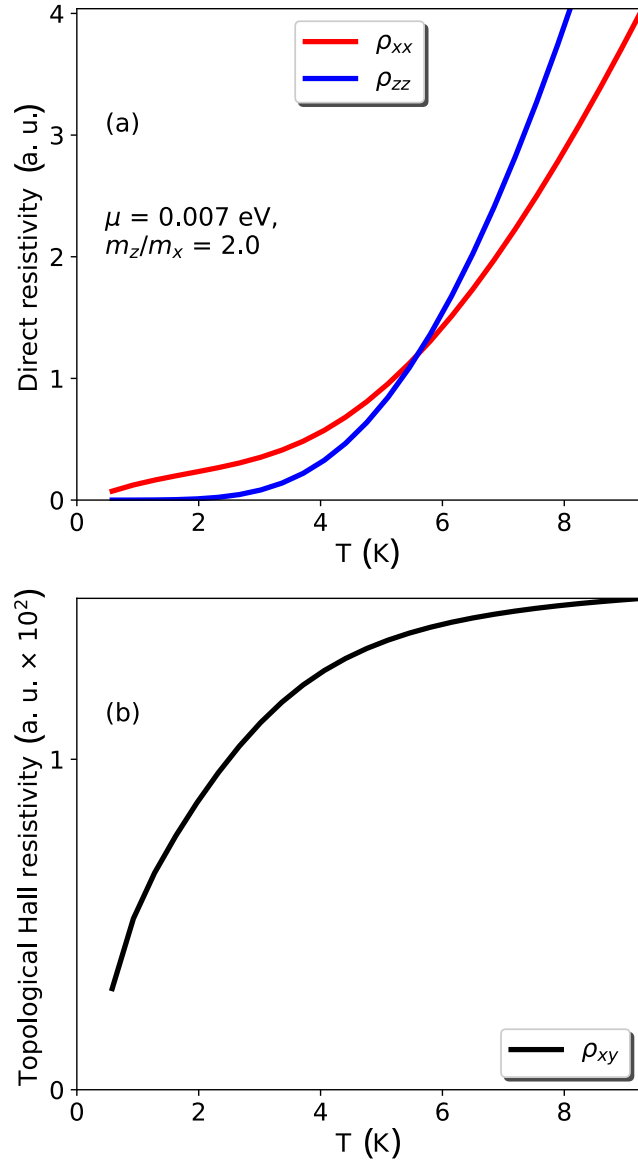 4
3
2
1
0
Direct resistivity (a. u.)
ρxx
ρzz
(a)
μ = 0.007 eV,
mz/mx = 2.0
0 2 4 6 8
T (K)
1
0
Topological Hall resistivity (a. u. × 10²)
(b)
ρxy
0 2 4 6 8
T (K)